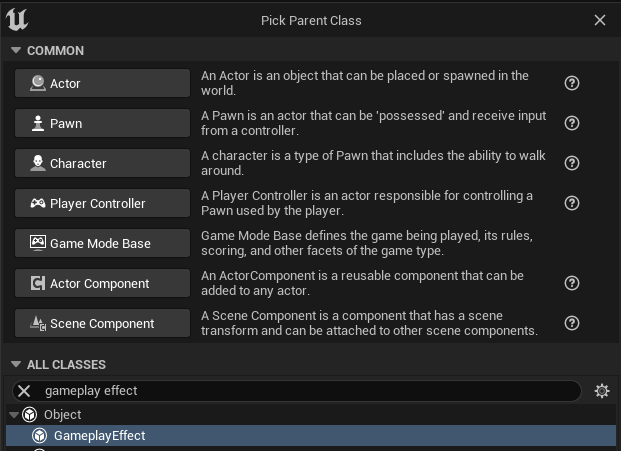 Pick Parent Class
COMMON
Actor
An Actor is an object that can be placed or spawned in the
world.
Pawn
A Pawn is an actor that can be 'possessed' and receive input
from a controller.
Character
A character is a type of Pawn that includes the ability to walk
around.
Player Controller
A Player Controller is an actor responsible for controlling a
Pawn used by the player.
Game Mode Base
Game Mode Base defines the game being played, its rules,
scoring, and other facets of the game type.
Actor Component
An ActorComponent is a reusable component that can be
added to any actor.
Scene Component
A Scene Component is a component that has a scene
transform and can be attached to other scene components.
ALL CLASSES
gameplay effect
Object
GameplayEffect